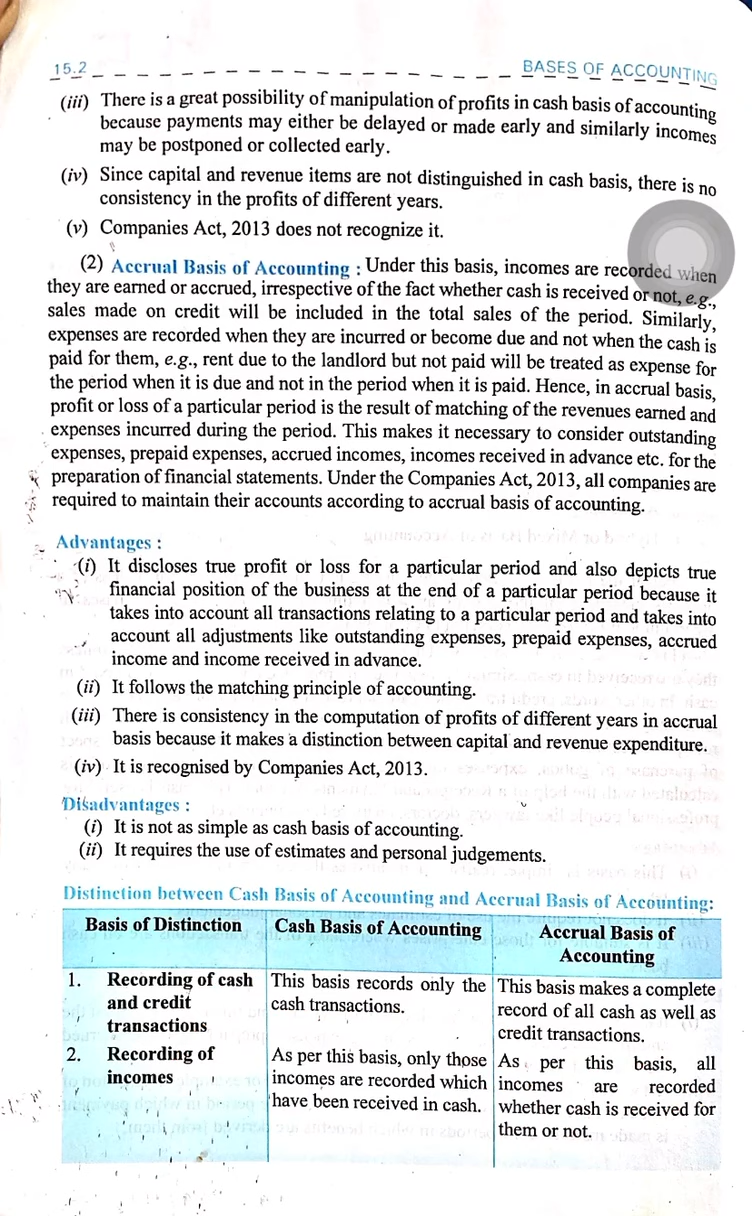 15.2 BASES OF ACCOUNTING
(iii) There is a great possibility of manipulation of profits in cash basis of accounting
because payments may either be delayed or made early and similarly incomes
may be postponed or collected early.
(iv) Since capital and revenue items are not distinguished in cash basis, there is no
consistency in the profits of different years.
(v) Companies Act, 2013 does not recognize it.
(2) Accrual Basis of Accounting : Under this basis, incomes are recorded when
they are earned or accrued, irrespective of the fact whether cash is received or not, e.g.,
sales made on credit will be included in the total sales of the period. Similarly,
expenses are recorded when they are incurred or become due and not when the cash is
paid for them, e.g., rent due to the landlord but not paid will be treated as expense for
the period when it is due and not in the period when it is paid. Hence, in accrual basis,
profit or loss of a particular period is the result of matching of the revenues earned and
expenses incurred during the period. This makes it necessary to consider outstanding
expenses, prepaid expenses, accrued incomes, incomes received in advance etc. for the
preparation of financial statements. Under the Companies Act, 2013, all companies are
required to maintain their accounts according to accrual basis of accounting.
Advantages :
(i) It discloses true profit or loss for a particular period and also depicts true
financial position of the business at the end of a particular period because it
takes into account all transactions relating to a particular period and takes into
account all adjustments like outstanding expenses, prepaid expenses, accrued
income and income received in advance.
(ii) It follows the matching principle of accounting.
(iii) There is consistency in the computation of profits of different years in accrual
basis because it makes a distinction between capital and revenue expenditure.
(iv) It is recognised by Companies Act, 2013.
Disadvantages :
(i) It is not as simple as cash basis of accounting.
(ii) It requires the use of estimates and personal judgements.
Distinction between Cash Basis of Accounting and Accrual Basis of Accounting:
Basis of Distinction
Cash Basis of Accounting
Accrual Basis of
Accounting
1. Recording of cash
and credit
transactions
This basis records only the
cash transactions.
This basis makes a complete
record of all cash as well as
credit transactions.
2. Recording of
incomes
As per this basis, only those
incomes are recorded which
have been received in cash.
As per this basis, all
incomes are recorded
whether cash is received for
them or not.